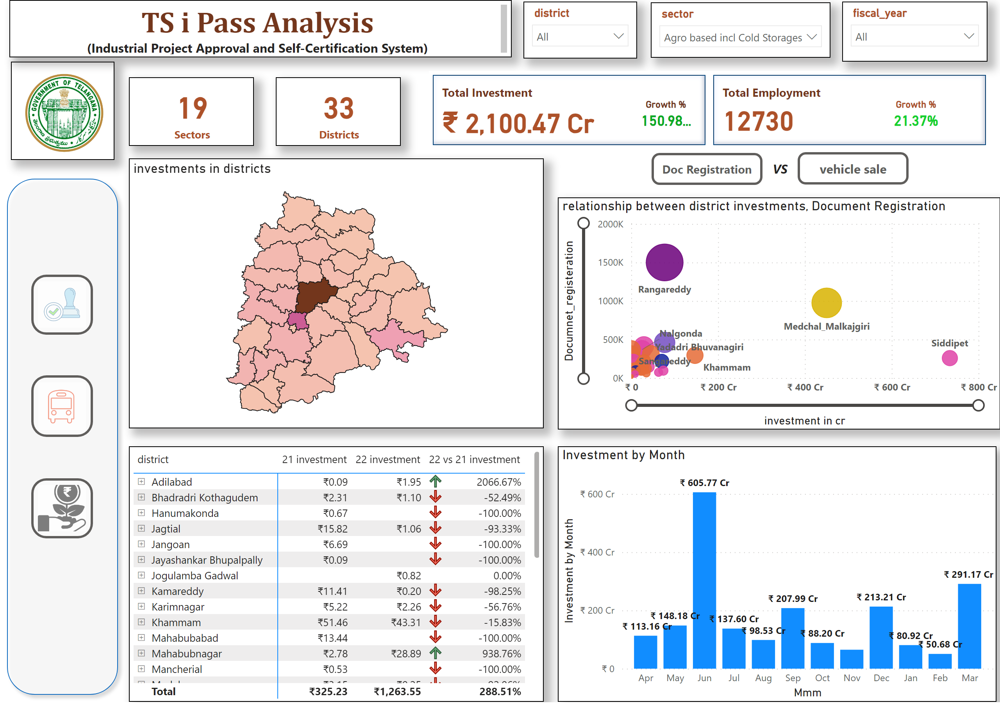 TS i Pass Analysis
(Industrial Project Approval and Self-Certification System)
district
All
sector
Agro based incl Cold Storages
fiscal_year
All
GOVERNMENT OF TELANGANA
తెలంగాణ ప్రభుత్వము
19
Sectors
33
Districts
Total Investment
₹ 2,100.47 Cr
Growth %
150.98...
Total Employment
12730
Growth %
21.37%
Doc Registration
VS
vehicle sale
investments in districts
relationship between district investments, Document Registration
Documnet_registeration
2000K
1500K
1000K
500K
0K
Rangareddy
Medchal_Malkajgiri
Siddipet
Nalgonda
Yadadri Bhuvanagiri
Sangareddy
Khammam
₹ 0
₹ 200 Cr
₹ 400 Cr
₹ 600 Cr
₹ 800 Cr
investment in cr
district 21 investment 22 investment 22 vs 21 investment
Adilabad ₹0.09 ₹1.95 2066.67%
Bhadradri Kothagudem ₹2.31 ₹1.10 -52.49%
Hanumakonda ₹0.67 -100.00%
Jagtial ₹15.82 ₹1.06 -93.33%
Jangoan ₹6.69 -100.00%
Jayashankar Bhupalpally ₹0.09 -100.00%
Jogulamba Gadwal ₹0.82 0.00%
Kamareddy ₹11.41 ₹0.20 -98.25%
Karimnagar ₹5.22 ₹2.26 -56.76%
Khammam ₹51.46 ₹43.31 -15.83%
Mahabubabad ₹13.44 -100.00%
Mahabubnagar ₹2.78 ₹28.89 938.76%
Mancherial ₹0.53 -100.00%
Total ₹325.23 ₹1,263.55 288.51%
Investment by Month
Investment by Month
₹ 600 Cr
₹ 400 Cr
₹ 200 Cr
₹ 0
₹ 113.16 Cr
₹ 148.18 Cr
₹ 605.77 Cr
₹ 137.60 Cr
₹ 98.53 Cr
₹ 207.99 Cr
₹ 88.20 Cr
₹ 213.21 Cr
₹ 80.92 Cr
₹ 50.68 Cr
₹ 291.17 Cr
Apr May Jun Jul Aug Sep Oct Nov Dec Jan Feb Mar
Mmm
₹